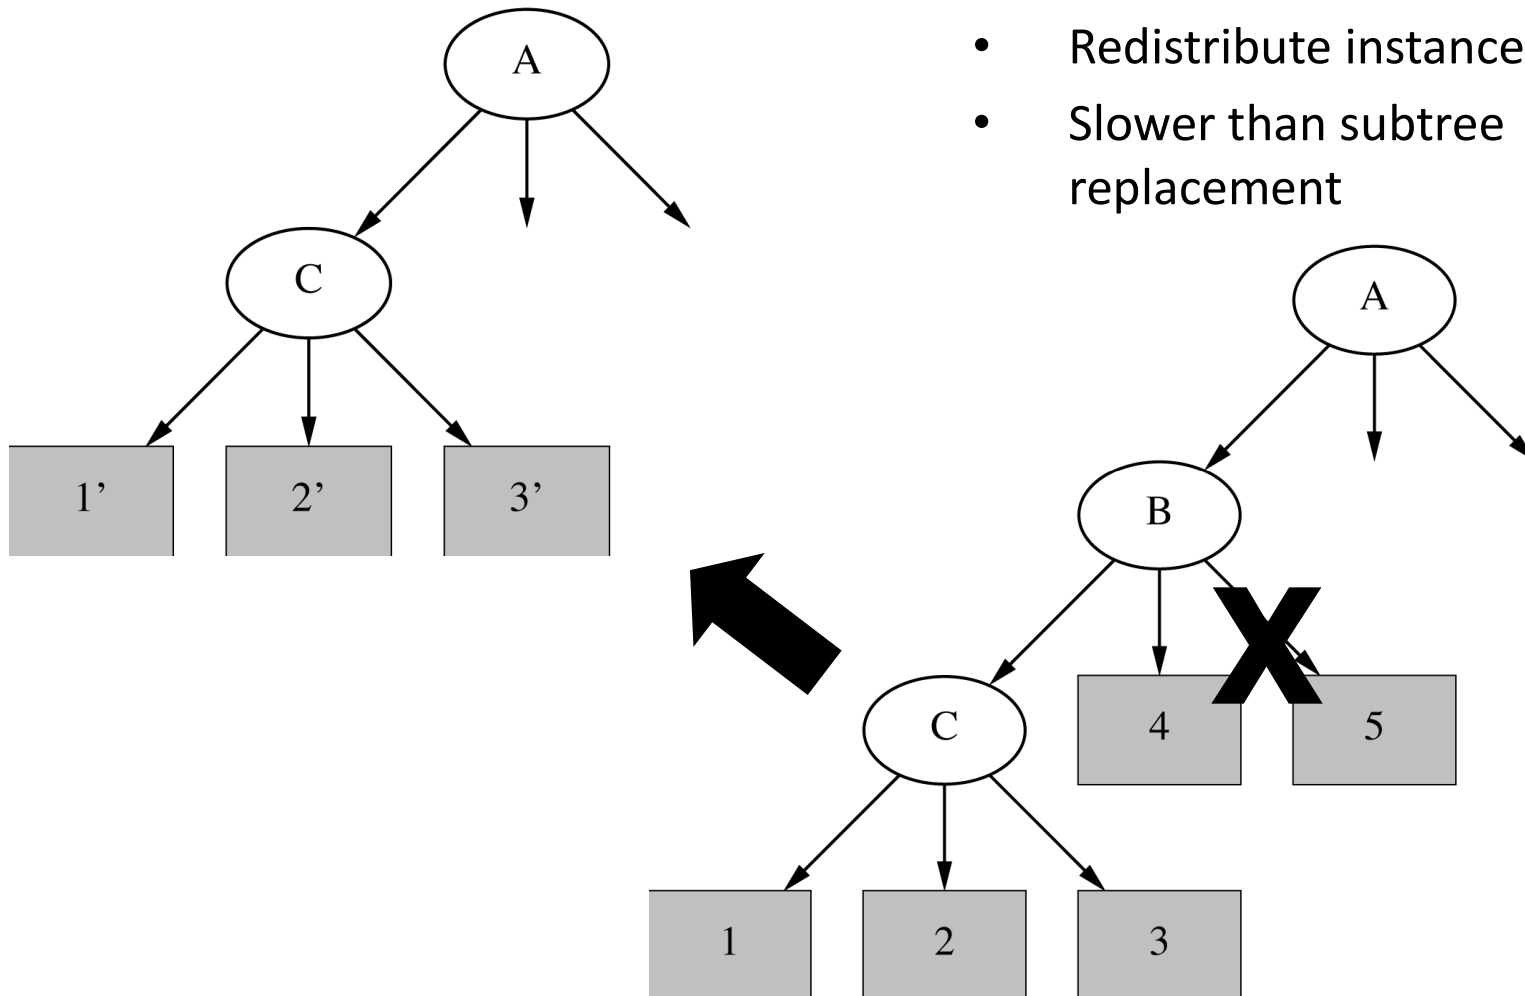 • Redistribute instance
• Slower than subtree
replacement
A
C
1’ 2’ 3’
A
B
X
4 5
C
1 2 3